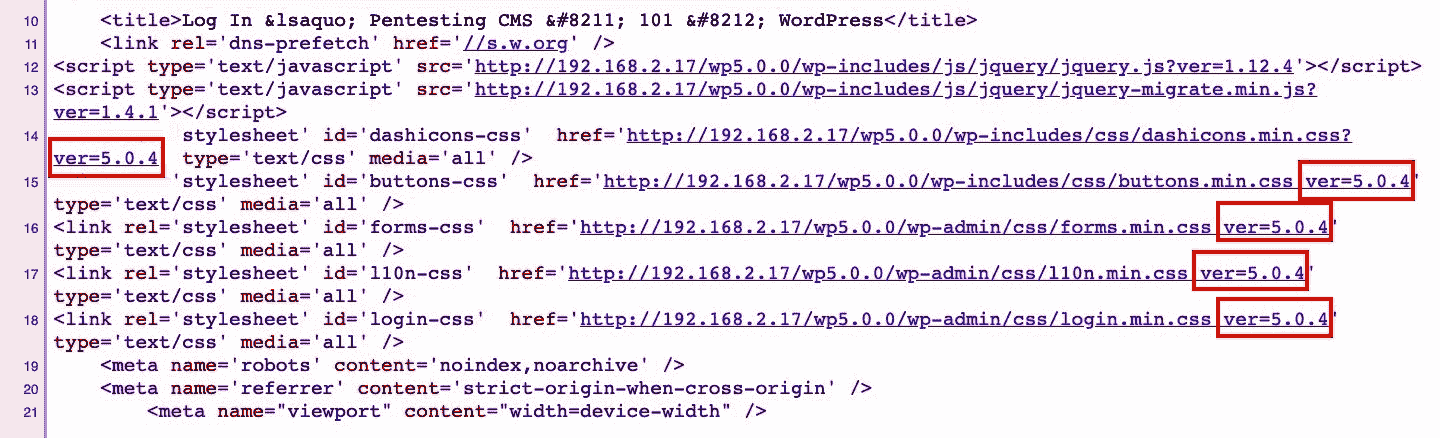 10 <title>Log In &lsaquo; Pentesting CMS &#8211; 101 &#8212; WordPress</title>
11 <link rel='dns-prefetch' href='//s.w.org' />
12 <script type='text/javascript' src='http://192.168.2.17/wp5.0.0/wp-includes/js/jquery/jquery.js?ver=1.12.4'></script>
13 <script type='text/javascript' src='http://192.168.2.17/wp5.0.0/wp-includes/js/jquery/jquery-migrate.min.js?
ver=1.4.1'></script>
14 stylesheet' id='dashicons-css' href='http://192.168.2.17/wp5.0.0/wp-includes/css/dashicons.min.css?
ver=5.0.4 type='text/css' media='all' />
15 'stylesheet' id='buttons-css' href='http://192.168.2.17/wp5.0.0/wp-includes/css/buttons.min.css ver=5.0.4'
type='text/css' media='all' />
16 <link rel='stylesheet' id='forms-css' href='http://192.168.2.17/wp5.0.0/wp-admin/css/forms.min.css ver=5.0.4'
type='text/css' media='all' />
17 <link rel='stylesheet' id='l10n-css' href='http://192.168.2.17/wp5.0.0/wp-admin/css/l10n.min.css ver=5.0.4'
type='text/css' media='all' />
18 <link rel='stylesheet' id='login-css' href='http://192.168.2.17/wp5.0.0/wp-admin/css/login.min.css ver=5.0.4'
type='text/css' media='all' />
19 <meta name='robots' content='noindex,noarchive' />
20 <meta name='referrer' content='strict-origin-when-cross-origin' />
21 <meta name="viewport" content="width=device-width" />